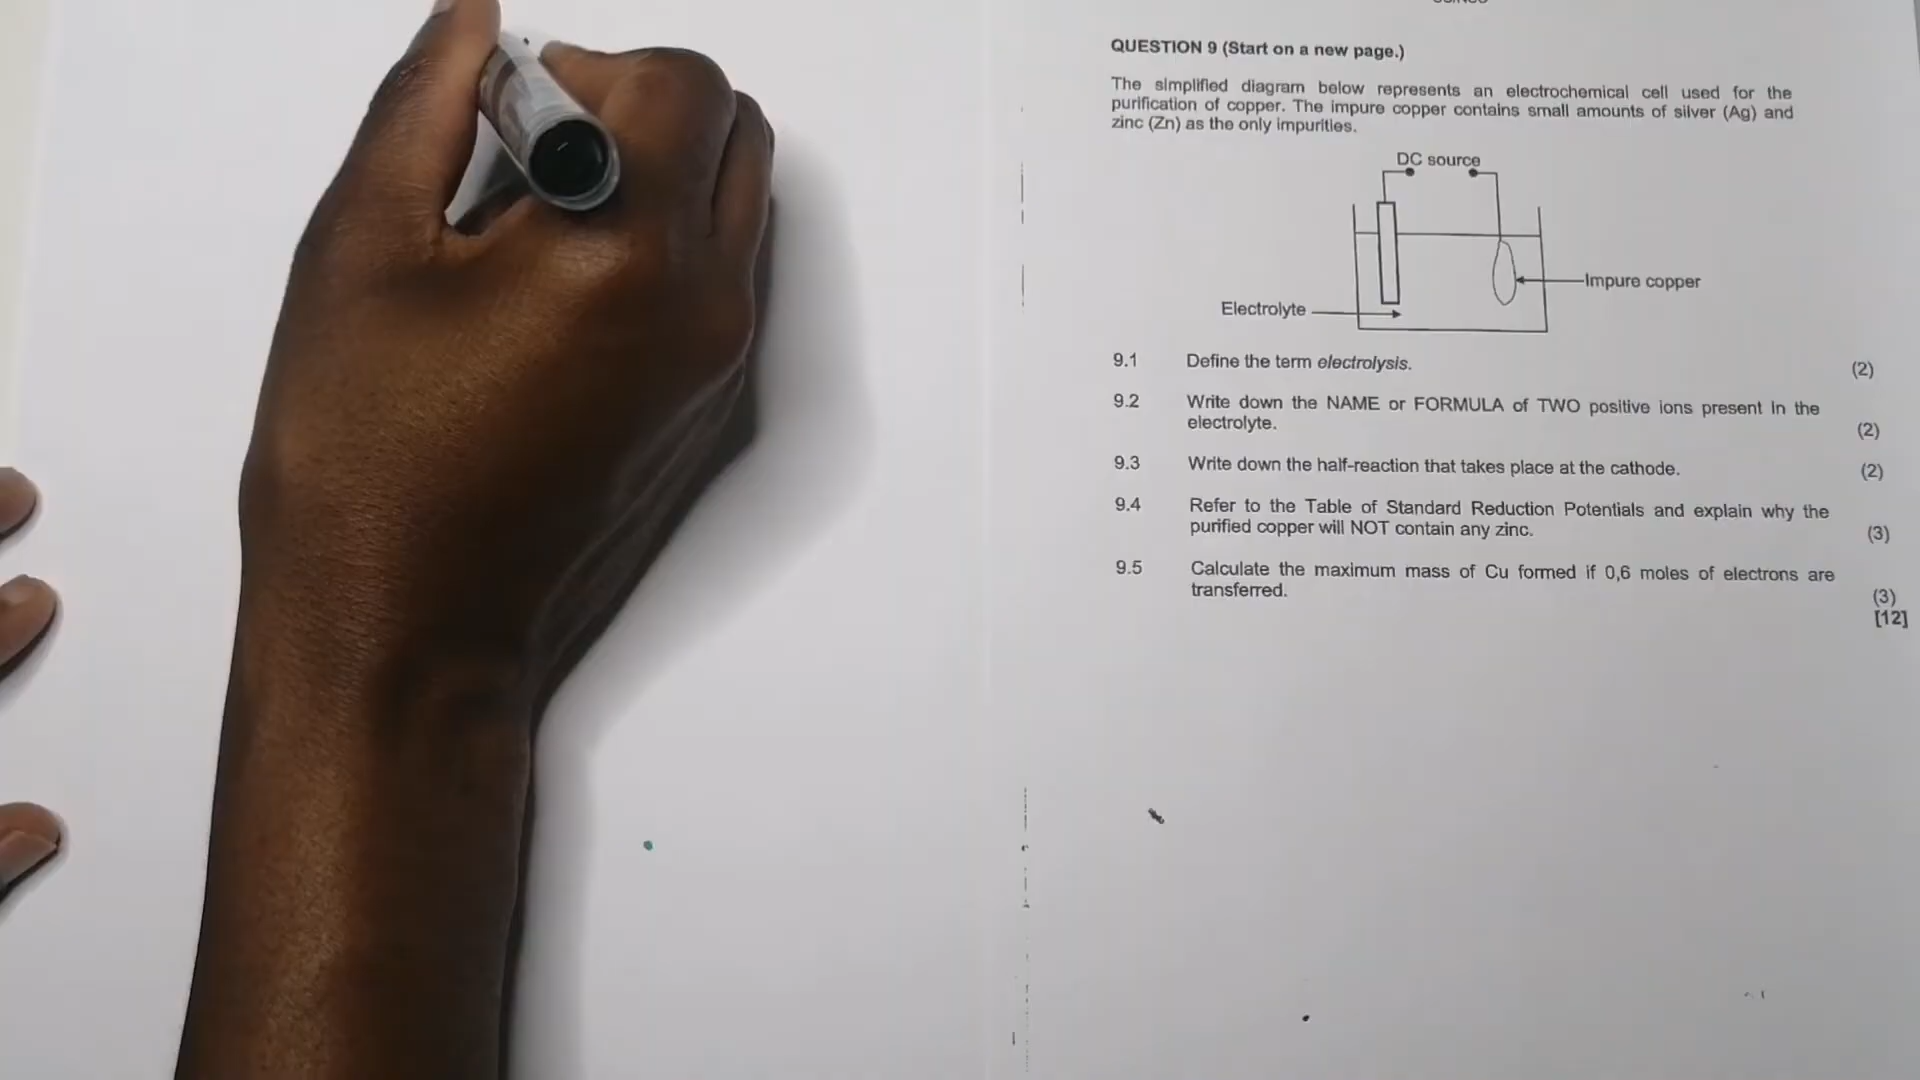 QUESTION 9 (Start on a new page.)
The simplified diagram below represents an electrochemical cell used for the
purification of copper. The impure copper contains small amounts of silver (Ag) and
zinc (Zn) as the only impurities.
DC source
Impure copper
Electrolyte
9.1 Define the term electrolysis. (2)
9.2 Write down the NAME or FORMULA of TWO positive ions present in the
electrolyte. (2)
9.3 Write down the half-reaction that takes place at the cathode. (2)
9.4 Refer to the Table of Standard Reduction Potentials and explain why the
purified copper will NOT contain any zinc. (3)
9.5 Calculate the maximum mass of Cu formed if 0,6 moles of electrons are
transferred. (3)
[12]